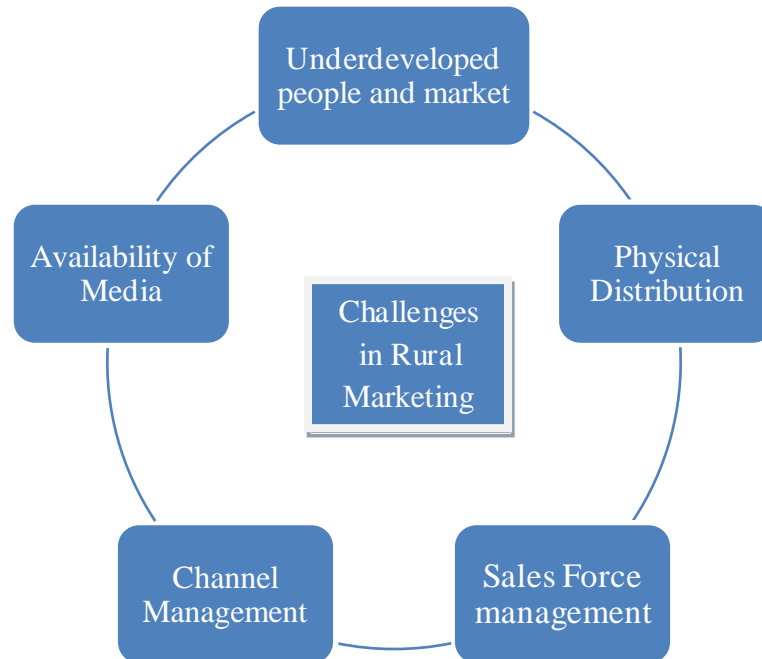 Underdeveloped
people and market
Availability of
Media
Physical
Distribution
Challenges
in Rural
Marketing
Channel
Management
Sales Force
management